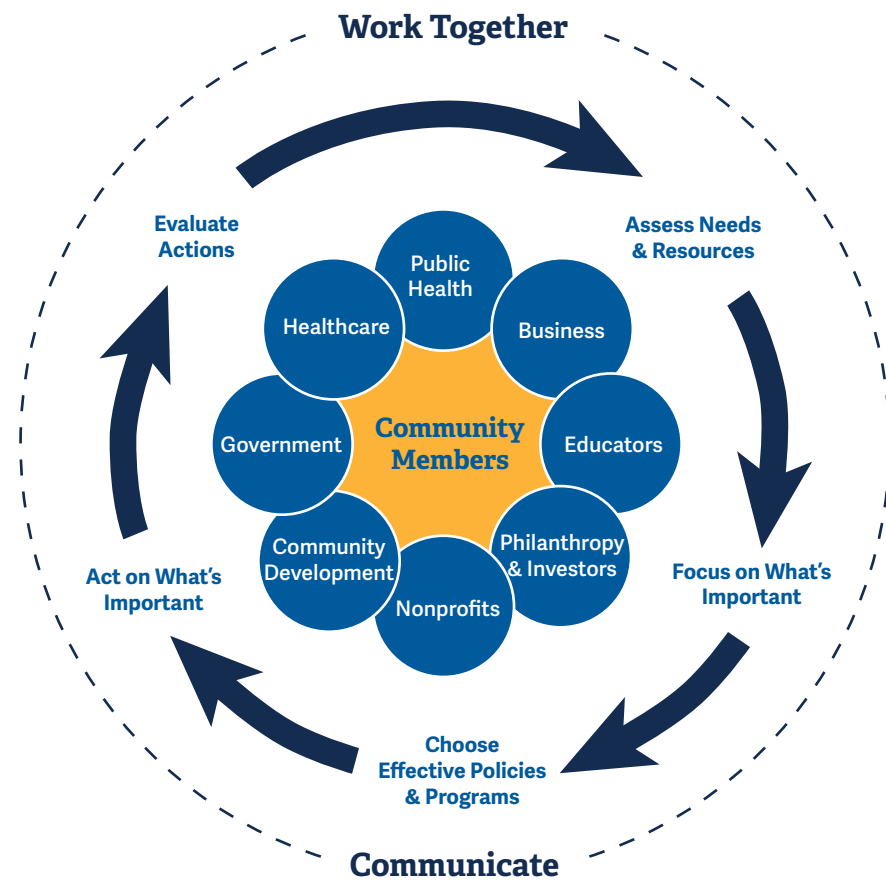 Work Together
Evaluate
Actions
Assess Needs
& Resources
Public
Health
Healthcare
Business
Community
Members
Government
Educators
Community
Development
Philanthropy
& Investors
Nonprofits
Act on What’s
Important
Focus on What’s
Important
Choose
Effective Policies
& Programs
Communicate